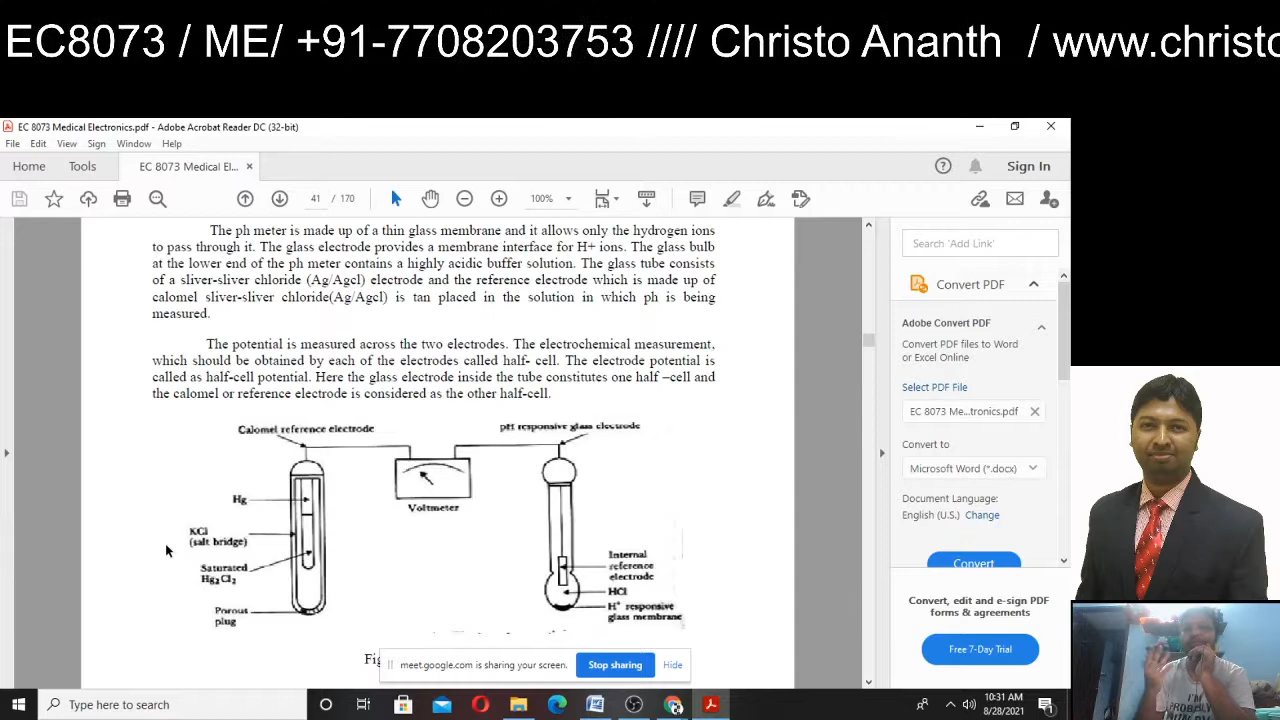 EC8073 / ME/ +91-7708203753 //// Christo Ananth / www.christo
EC 8073 Medical Electronics.pdf - Adobe Acrobat Reader DC (32-bit)
File Edit View Sign Window Help
Home Tools EC 8073 Medical El... × Sign In
41 / 170 100%
The ph meter is made up of a thin glass membrane and it allows only the hydrogen ions
to pass through it. The glass electrode provides a membrane interface for H+ ions. The glass bulb
at the lower end of the ph meter contains a highly acidic buffer solution. The glass tube consists
of a sliver-sliver chloride (Ag/Agcl) electrode and the reference electrode which is made up of
calomel sliver-sliver chloride(Ag/Agcl) is tan placed in the solution in which ph is being
measured.
The potential is measured across the two electrodes. The electrochemical measurement,
which should be obtained by each of the electrodes called half- cell. The electrode potential is
called as half-cell potential. Here the glass electrode inside the tube constitutes one half –cell and
the calomel or reference electrode is considered as the other half-cell.
Calomel reference electrode
pH responsive glass electrode
Hg
Voltmeter
KCl
(salt bridge)
Saturated
Hg2Cl2
Porous
plug
Internal
reference
electrode
HCl
H+ responsive
glass membrane
Fig
meet.google.com is sharing your screen. Stop sharing Hide
Search 'Add Link'
Convert PDF
Adobe Convert PDF
Convert PDF files to Word
or Excel Online
Select PDF File
EC 8073 Me...tronics.pdf
Convert to
Microsoft Word (*.docx)
Document Language:
English (U.S.) Change
Convert
Convert, edit and e-sign PDF
forms & agreements
Free 7-Day Trial
I'M
PROBABLY
Type here to search
10:31 AM
8/28/2021
1